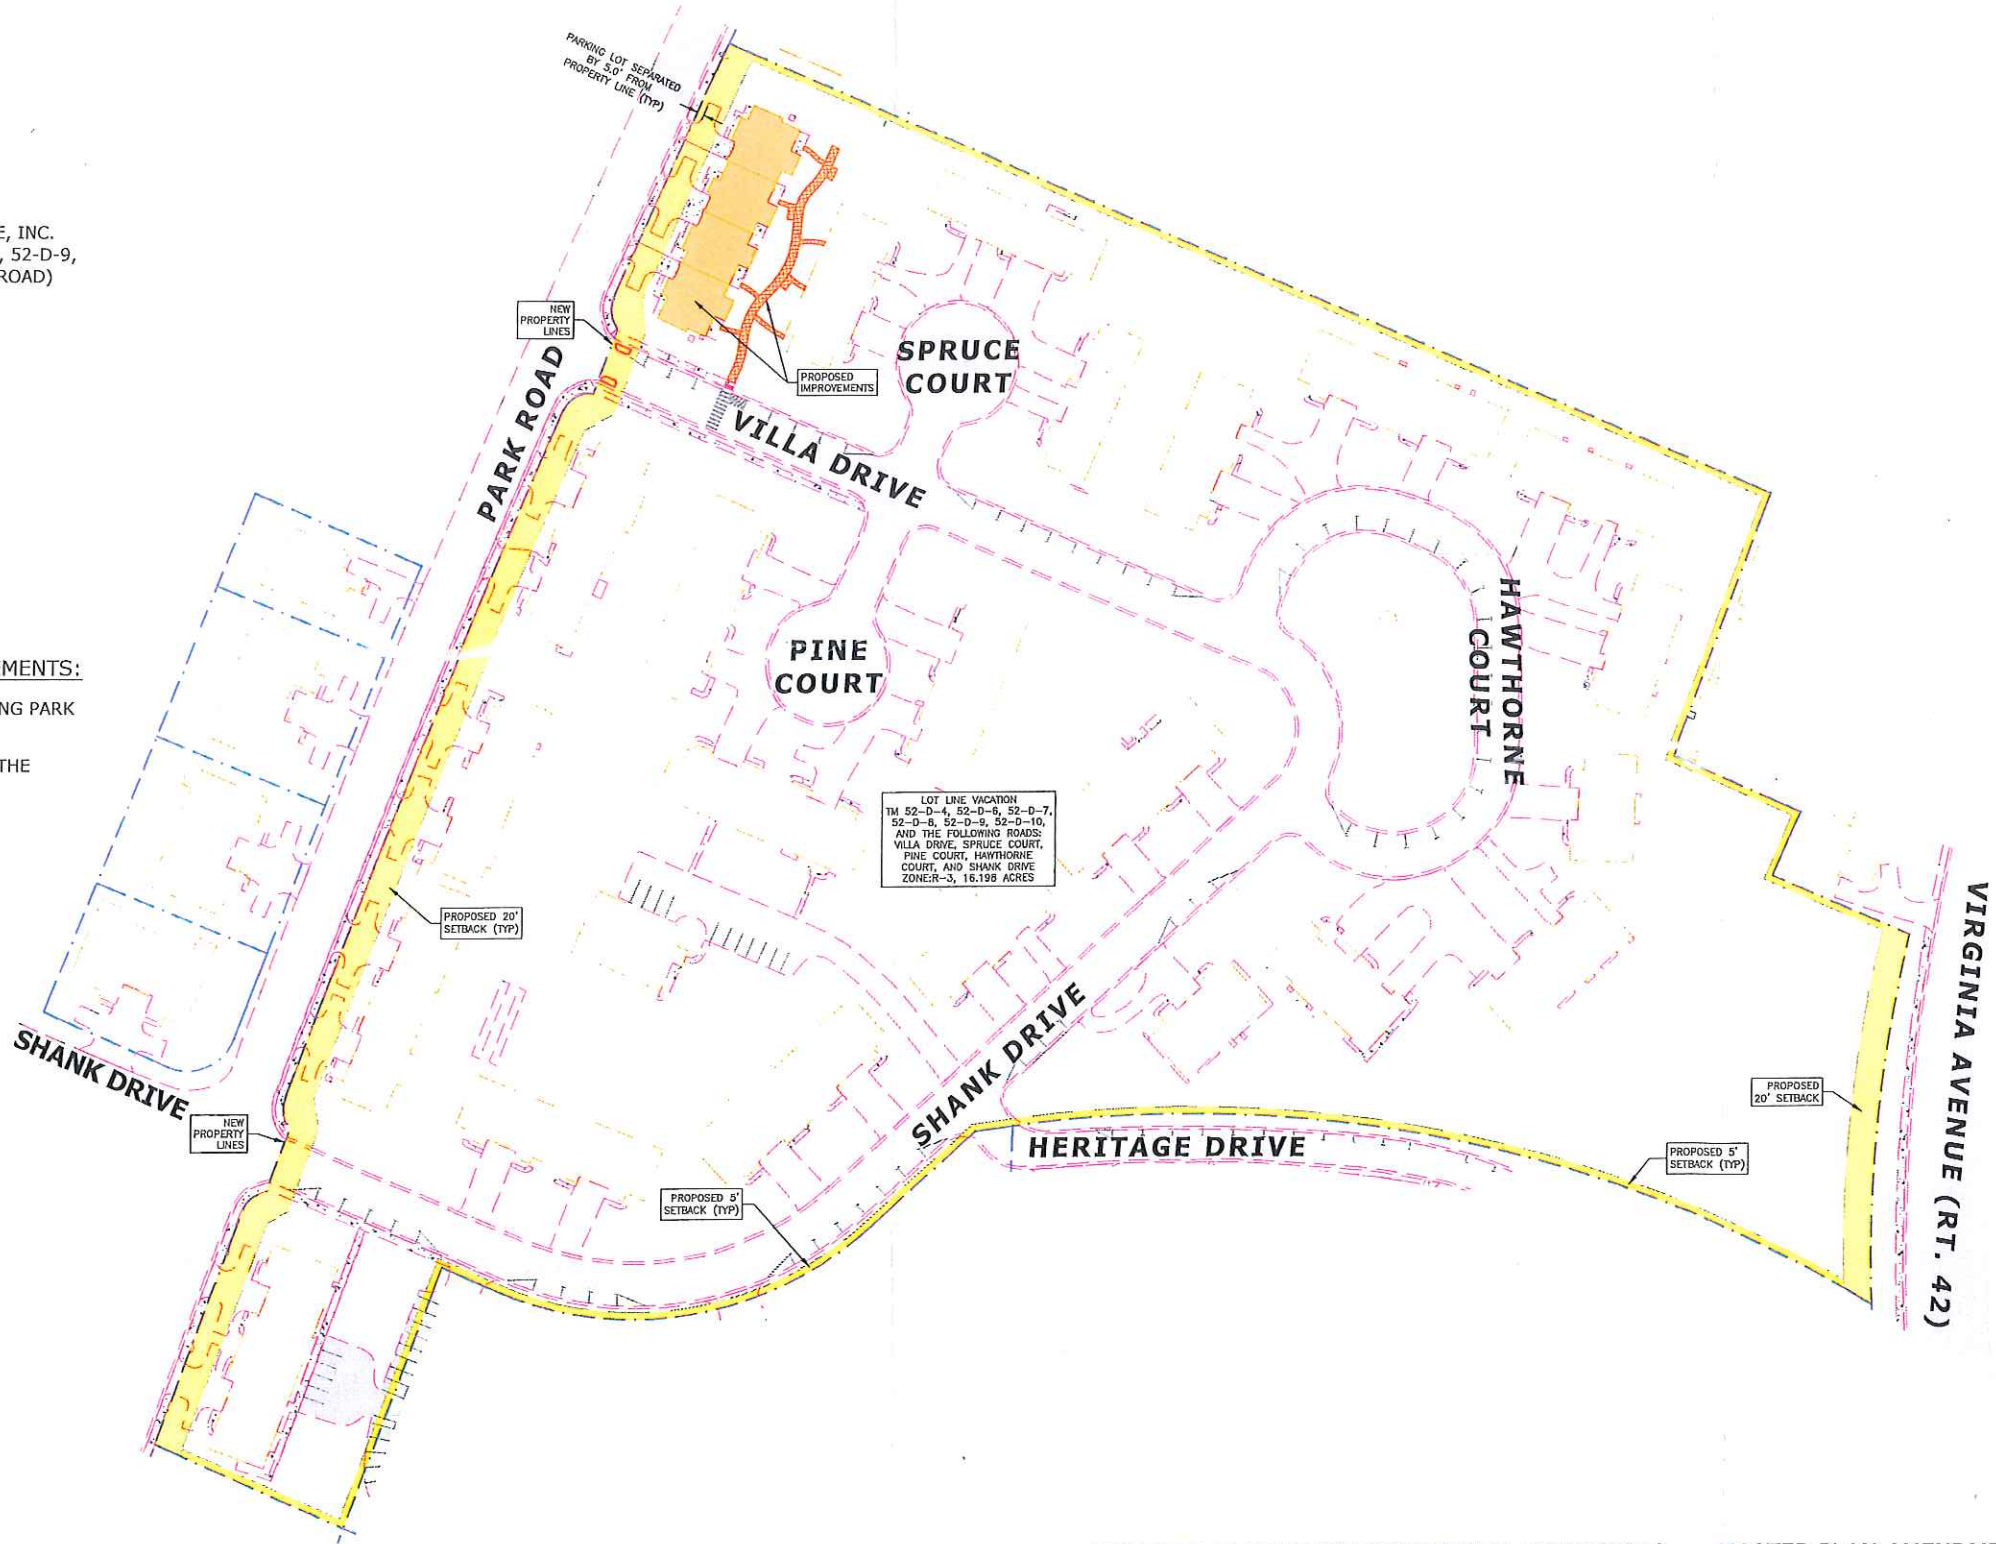 PARKING LOT SEPARATED
BY 5.0' FROM
PROPERTY LINE (TYP)
E, INC.
, 52-D-9,
ROAD)
NEW
PROPERTY
LINES
PARK ROAD
PROPOSED
IMPROVEMENTS
SPRUCE
COURT
VILLA DRIVE
PINE
COURT
HAWTHORNE
COURT
EMENTS:
NG PARK
THE
LOT LINE VACATION
TM 52-D-4, 52-D-6, 52-D-7,
52-D-8, 52-D-9, 52-D-10,
AND THE FOLLOWING ROADS:
VILLA DRIVE, SPRUCE COURT,
PINE COURT, HAWTHORNE
COURT, AND SHANK DRIVE
ZONE:R-3, 16.198 ACRES
PROPOSED 20'
SETBACK (TYP)
VIRGINIA AVENUE (RT. 42)
SHANK DRIVE
SHANK DRIVE
NEW
PROPERTY
LINES
HERITAGE DRIVE
PROPOSED
20' SETBACK
PROPOSED 5'
SETBACK (TYP)
PROPOSED 5'
SETBACK (TYP)